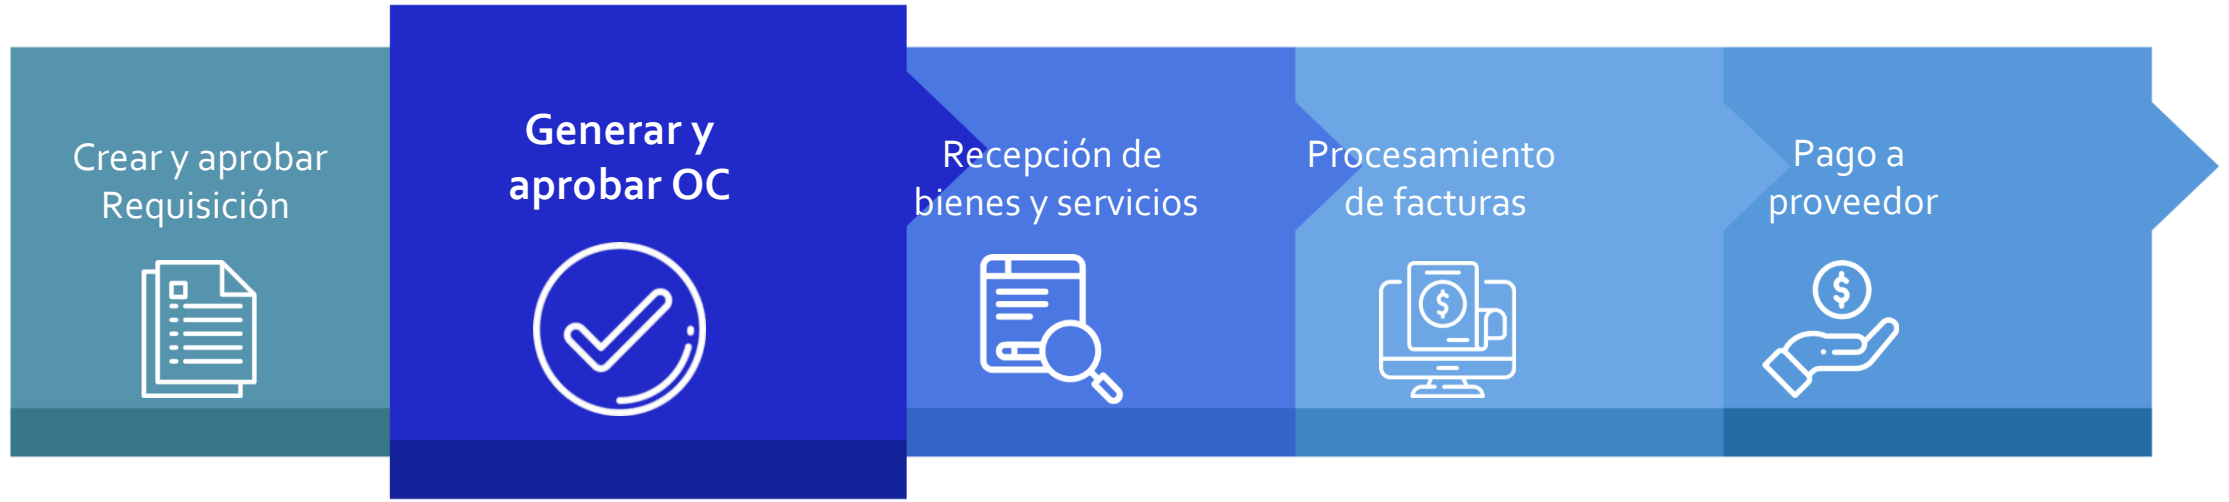 Crear y aprobar
Requisición
Generar y
aprobar OC
Recepción de
bienes y servicios
Procesamiento
de facturas
Pago a
proveedor